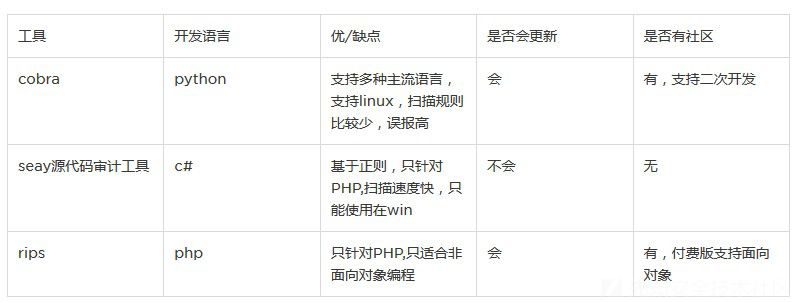 工具 开发语言 优/缺点 是否会更新 是否有社区
cobra python 支持多种主流语言， 会 有，支持二次开发
支持linux，扫描规则
比较少，误报高
seay源代码审计工具 c# 基于正则，只针对 不会 无
PHP,扫描速度快，只
能使用在win
rips php 只针对PHP,只适合非 会 有，付费版支持面向
面向对象编程 对象